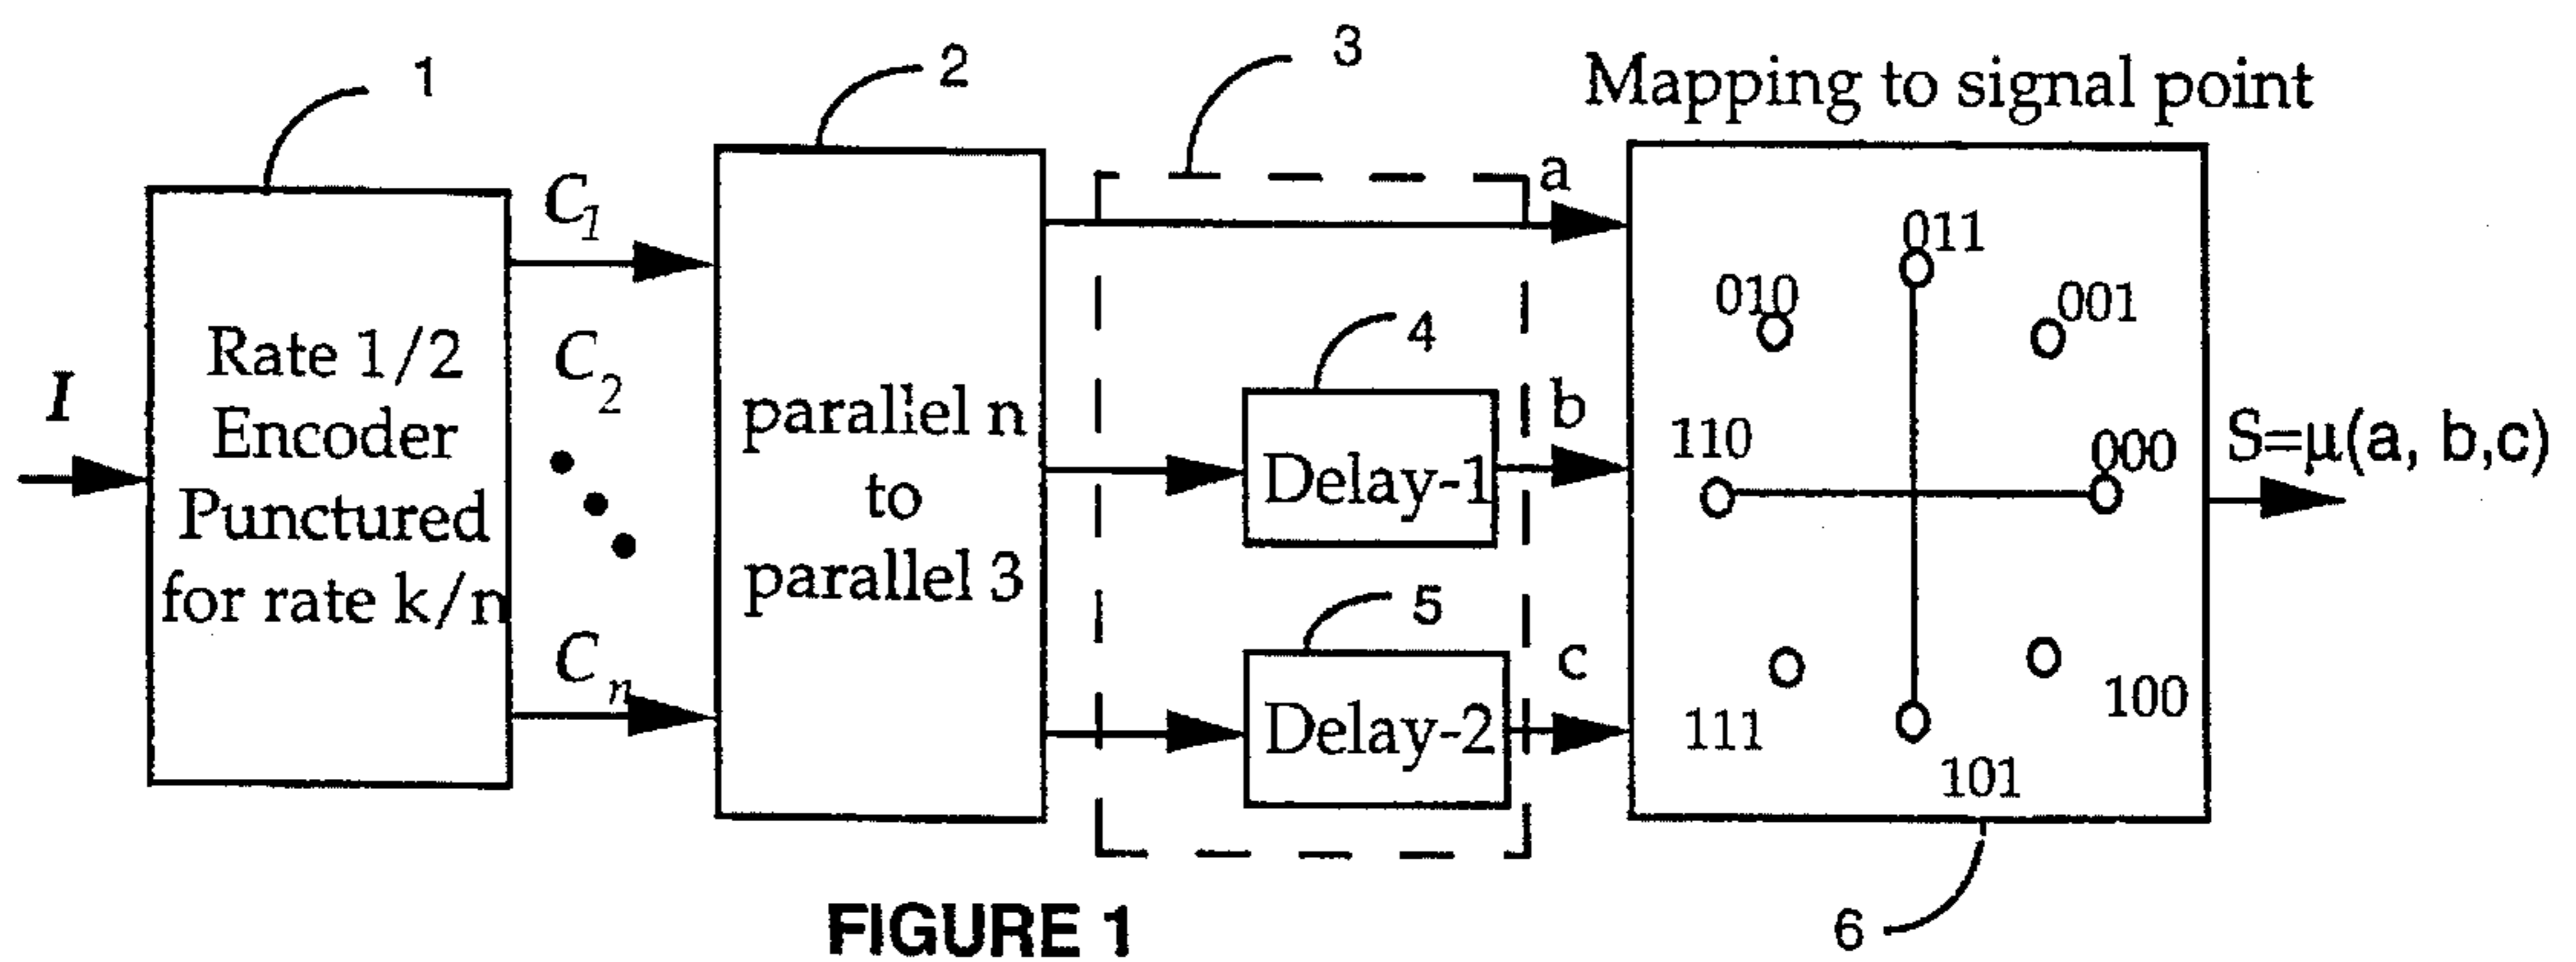 1
2
3
Mapping to signal point
I
Rate 1/2
Encoder
Punctured
for rate k/n
C1
C2
Cn
parallel n
to
parallel 3
a
4
Delay-1
b
5
Delay-2
c
011
010
001
110
000
111
101
100
S=μ(a, b,c)
6
FIGURE 1